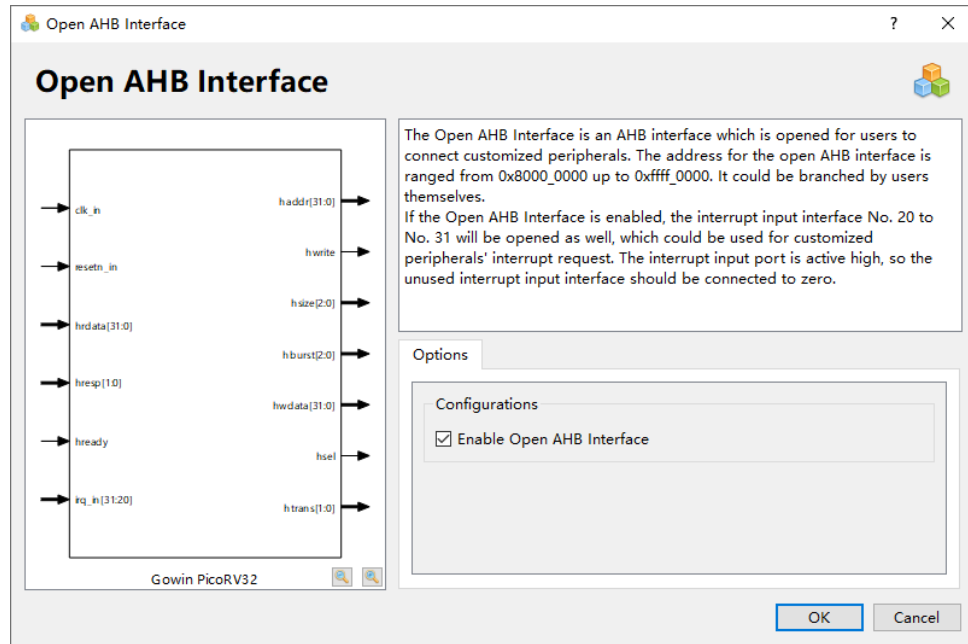 Open AHB Interface
?
Open AHB Interface
clk_in
resetn_in
hrdata[31:0]
hresp[1:0]
hready
irq_in[31:20]
haddr[31:0]
hwrite
hsize[2:0]
hburst[2:0]
hwdata[31:0]
hsel
htrans[1:0]
Gowin PicoRV32
The Open AHB Interface is an AHB interface which is opened for users to
connect customized peripherals. The address for the open AHB interface is
ranged from 0x8000_0000 up to 0xffff_0000. It could be branched by users
themselves.
If the Open AHB Interface is enabled, the interrupt input interface No. 20 to
No. 31 will be opened as well, which could be used for customized
peripherals' interrupt request. The interrupt input port is active high, so the
unused interrupt input interface should be connected to zero.
Options
Configurations
Enable Open AHB Interface
OK
Cancel